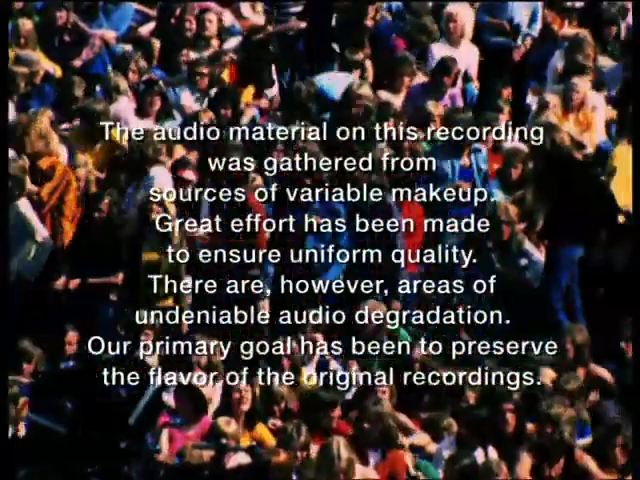 The audio material on this recording
was gathered from
sources of variable makeup.
Great effort has been made
to ensure uniform quality.
There are, however, areas of
undeniable audio degradation.
Our primary goal has been to preserve
the flavor of the original recordings.